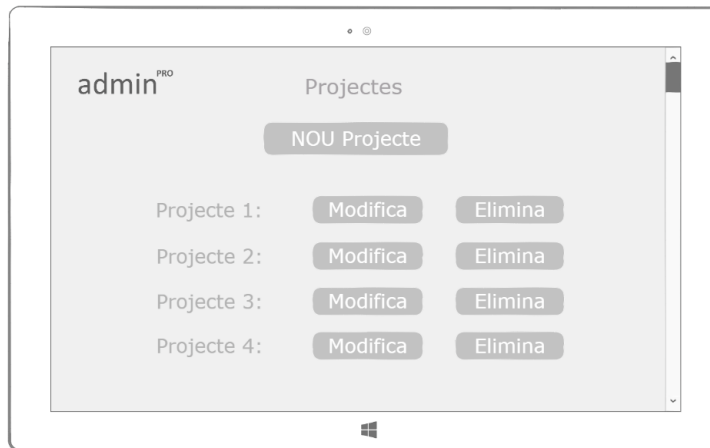 admin PRO
Projectes
NOU Projecte
Projecte 1: Modifica Elimina
Projecte 2: Modifica Elimina
Projecte 3: Modifica Elimina
Projecte 4: Modifica Elimina